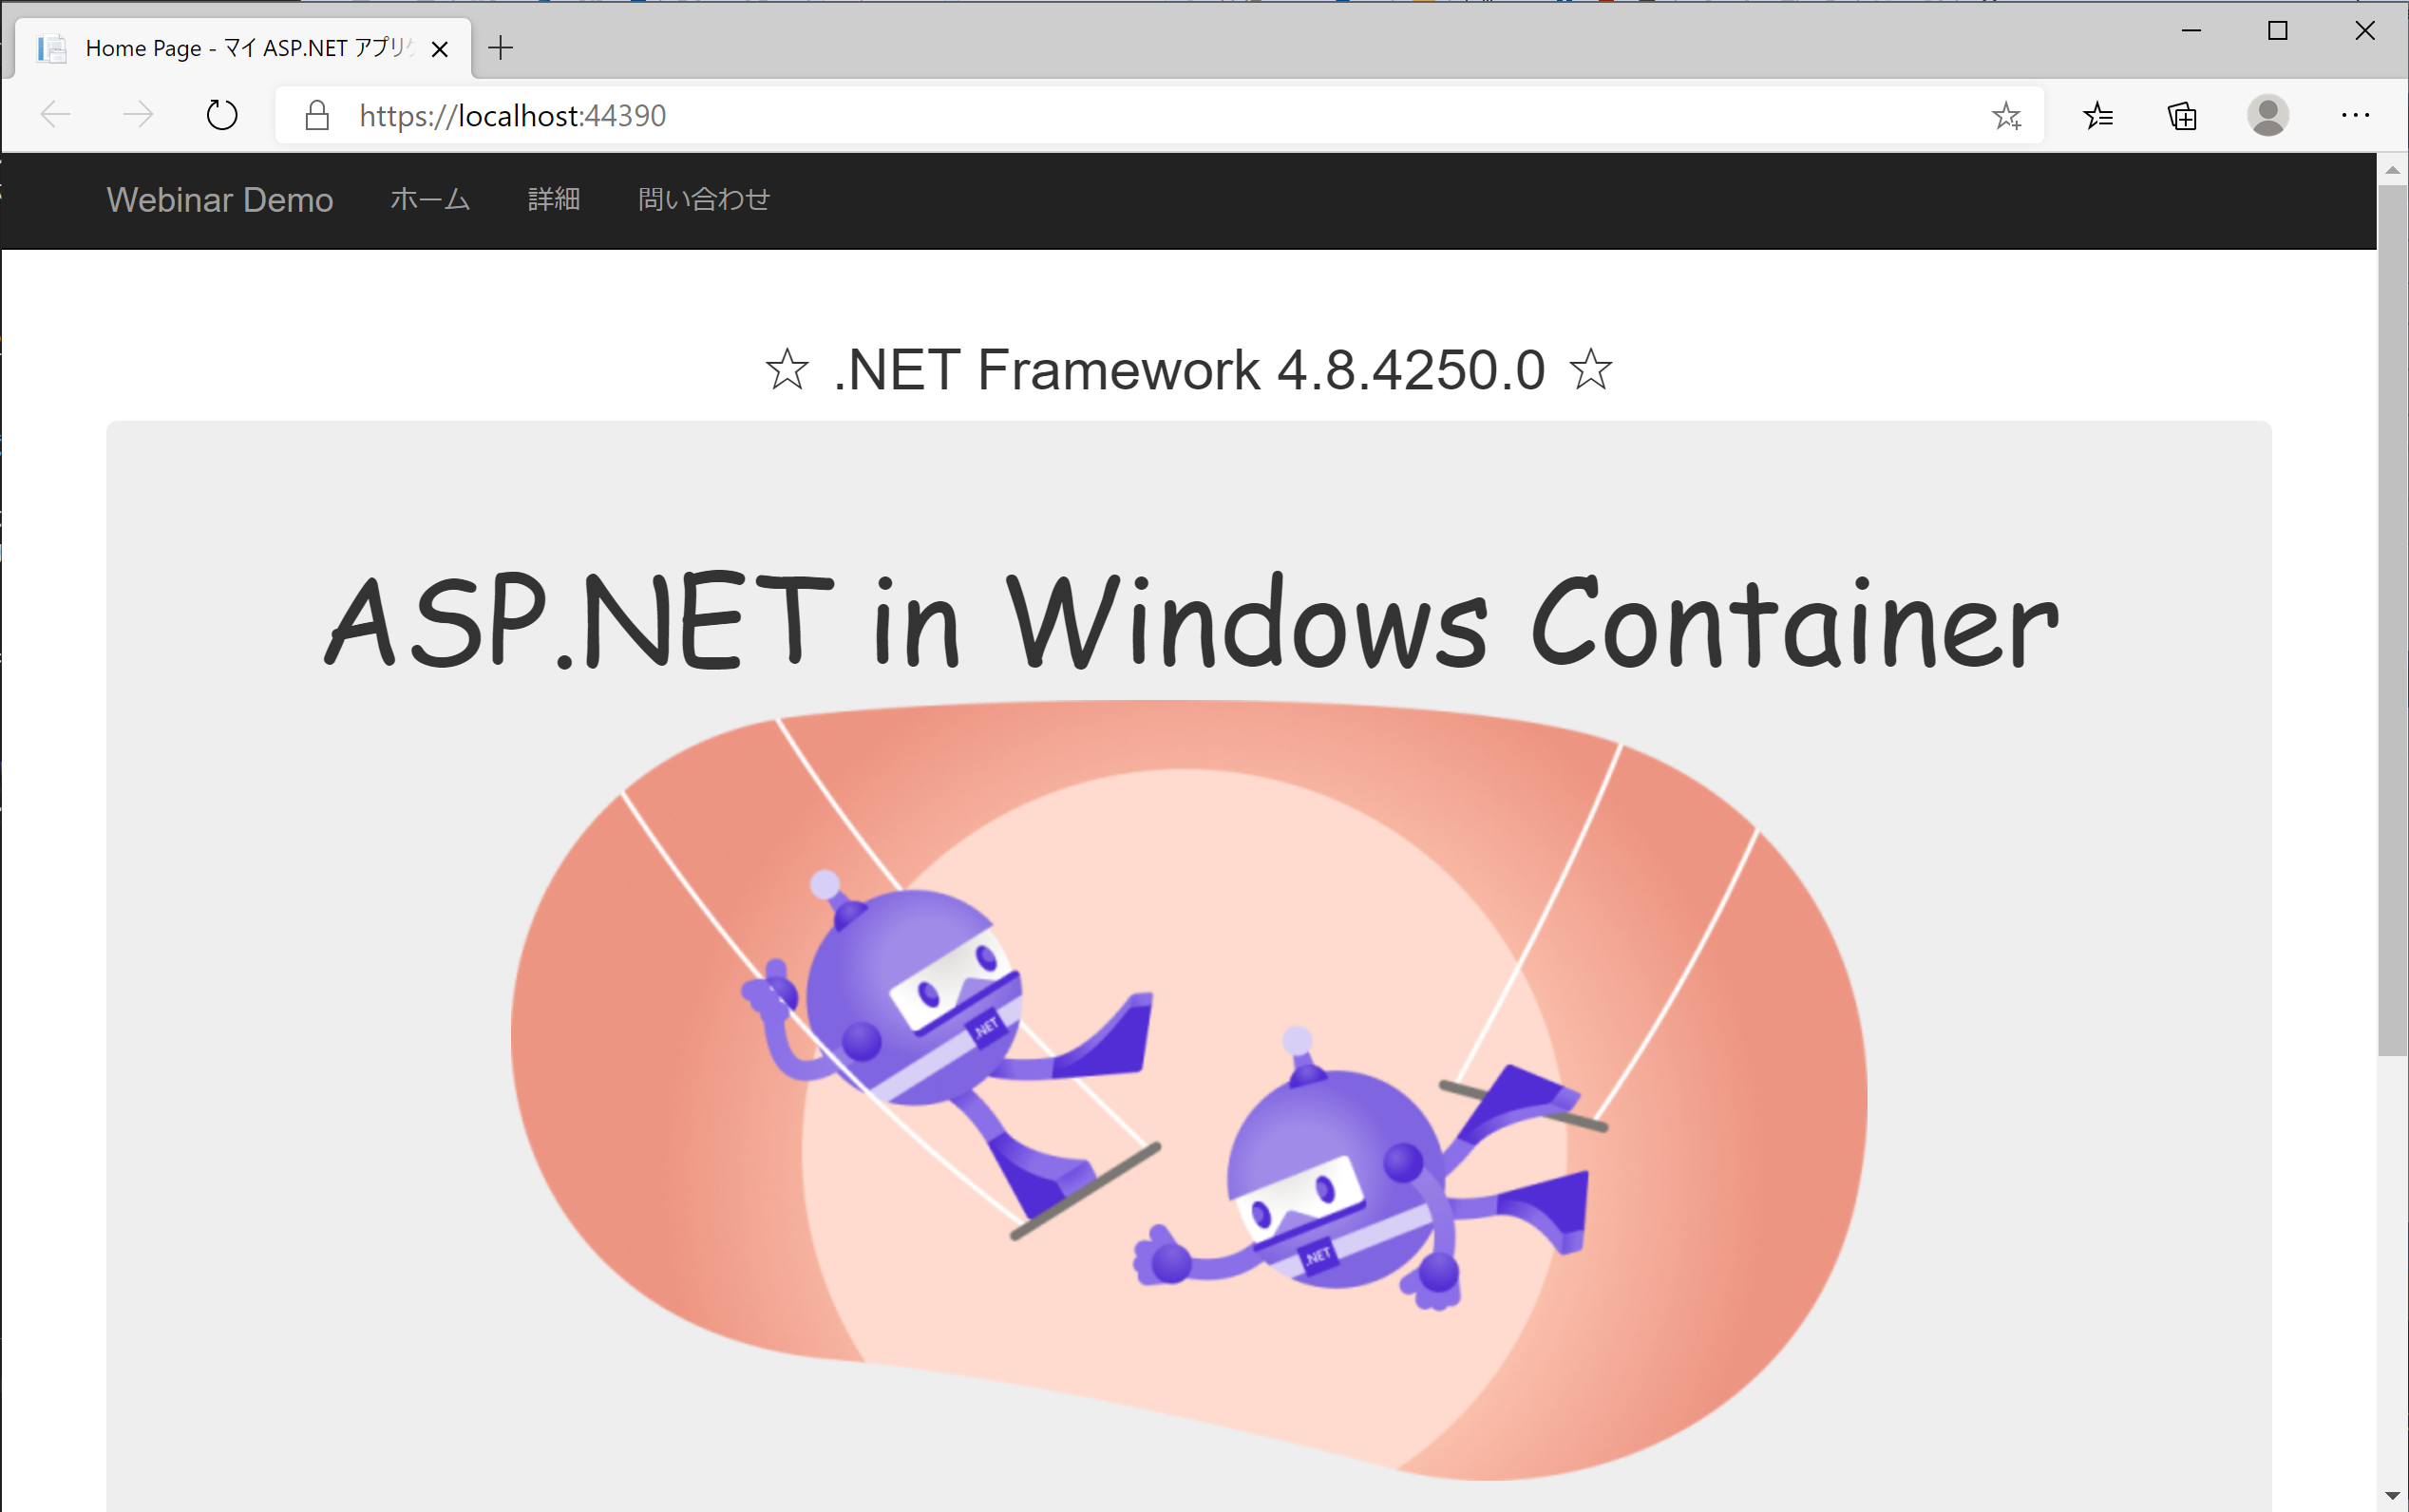 Home Page - マイ ASP.NET アプリケ
https://localhost:44390
Webinar Demo ホーム 詳細 問い合わせ
☆ .NET Framework 4.8.4250.0 ☆
ASP.NET in Windows Container
.NET
.NET